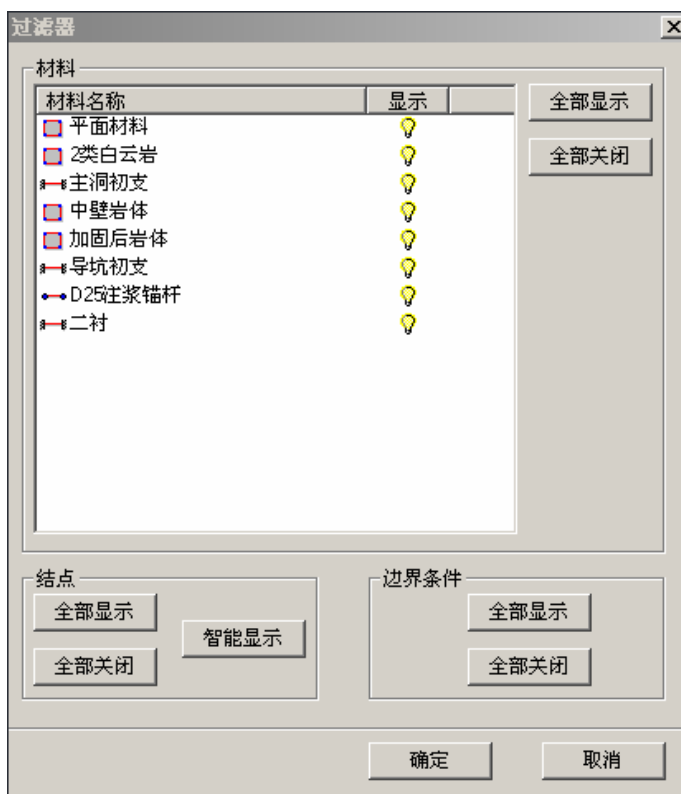 过滤器
材料
材料名称 显示
全部显示
平面材料
2类白云岩
全部关闭
主洞初支
中壁岩体
加固后岩体
导坑初支
D25注浆锚杆
二衬
结点
全部显示
智能显示
全部关闭
边界条件
全部显示
全部关闭
确定
取消